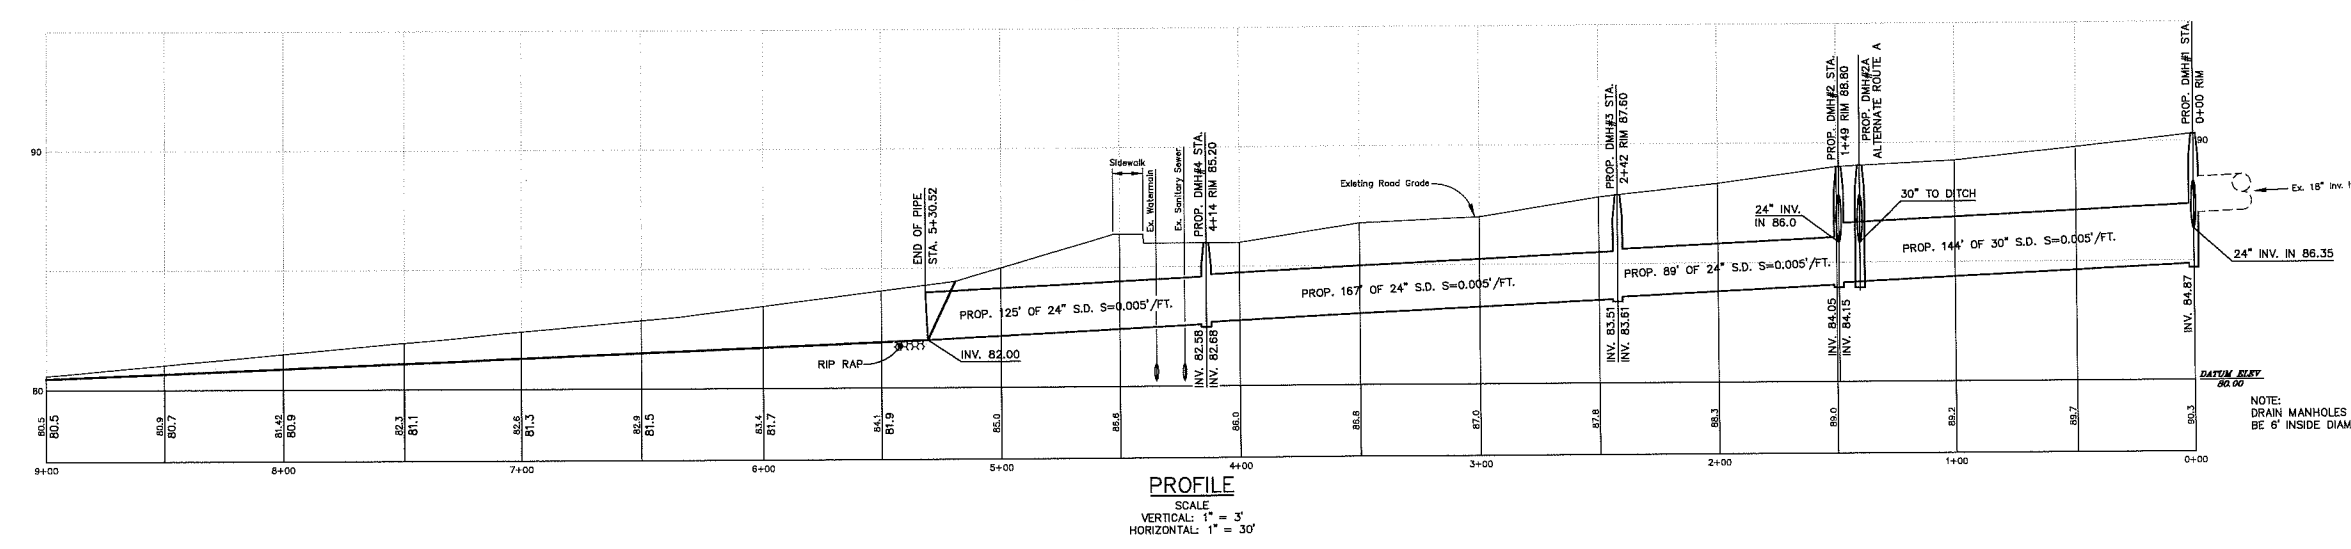 90
80
END OF PIPE
STA. 5+30.52
Sidewalk
Ex. Watermain
Ex. Sanitary Sewer
PROP. DMH#4 STA.
4+14 RIM 85.20
Existing Road Grade
PROP. DMH#3 STA.
2+42 RIM 87.60
PROP. DMH#2 STA.
1+49 RIM 88.80
PROP. DMH#2A
ALTERNATE ROUTE A
PROP. DMH#1 STA.
0+00 RIM
90
Ex. 18" Inv.
24" INV.
IN 86.0
30" TO DITCH
24" INV. IN 86.35
PROP. 125' OF 24" S.D. S=0.005'/FT.
PROP. 167' OF 24" S.D. S=0.005'/FT.
PROP. 89' OF 24" S.D. S=0.005'/FT.
PROP. 144' OF 30" S.D. S=0.005'/FT.
RIP RAP
INV. 82.00
INV. 82.58
INV. 82.68
INV. 83.51
INV. 83.61
INV. 84.05
INV. 84.15
INV. 84.87
DATUM ELEV
80.00
NOTE:
DRAIN MANHOLES
BE 6' INSIDE DIAM
80.5
80.5
80.9
80.7
81.42
80.9
82.3
81.1
82.6
81.3
82.9
81.5
83.4
81.7
84.1
81.9
85.0
86.6
86.0
86.8
87.0
87.8
88.3
89.0
89.2
89.7
90.3
9+00
8+00
7+00
6+00
5+00
4+00
3+00
2+00
1+00
0+00
PROFILE
SCALE
VERTICAL: 1" = 3'
HORIZONTAL: 1" = 30'